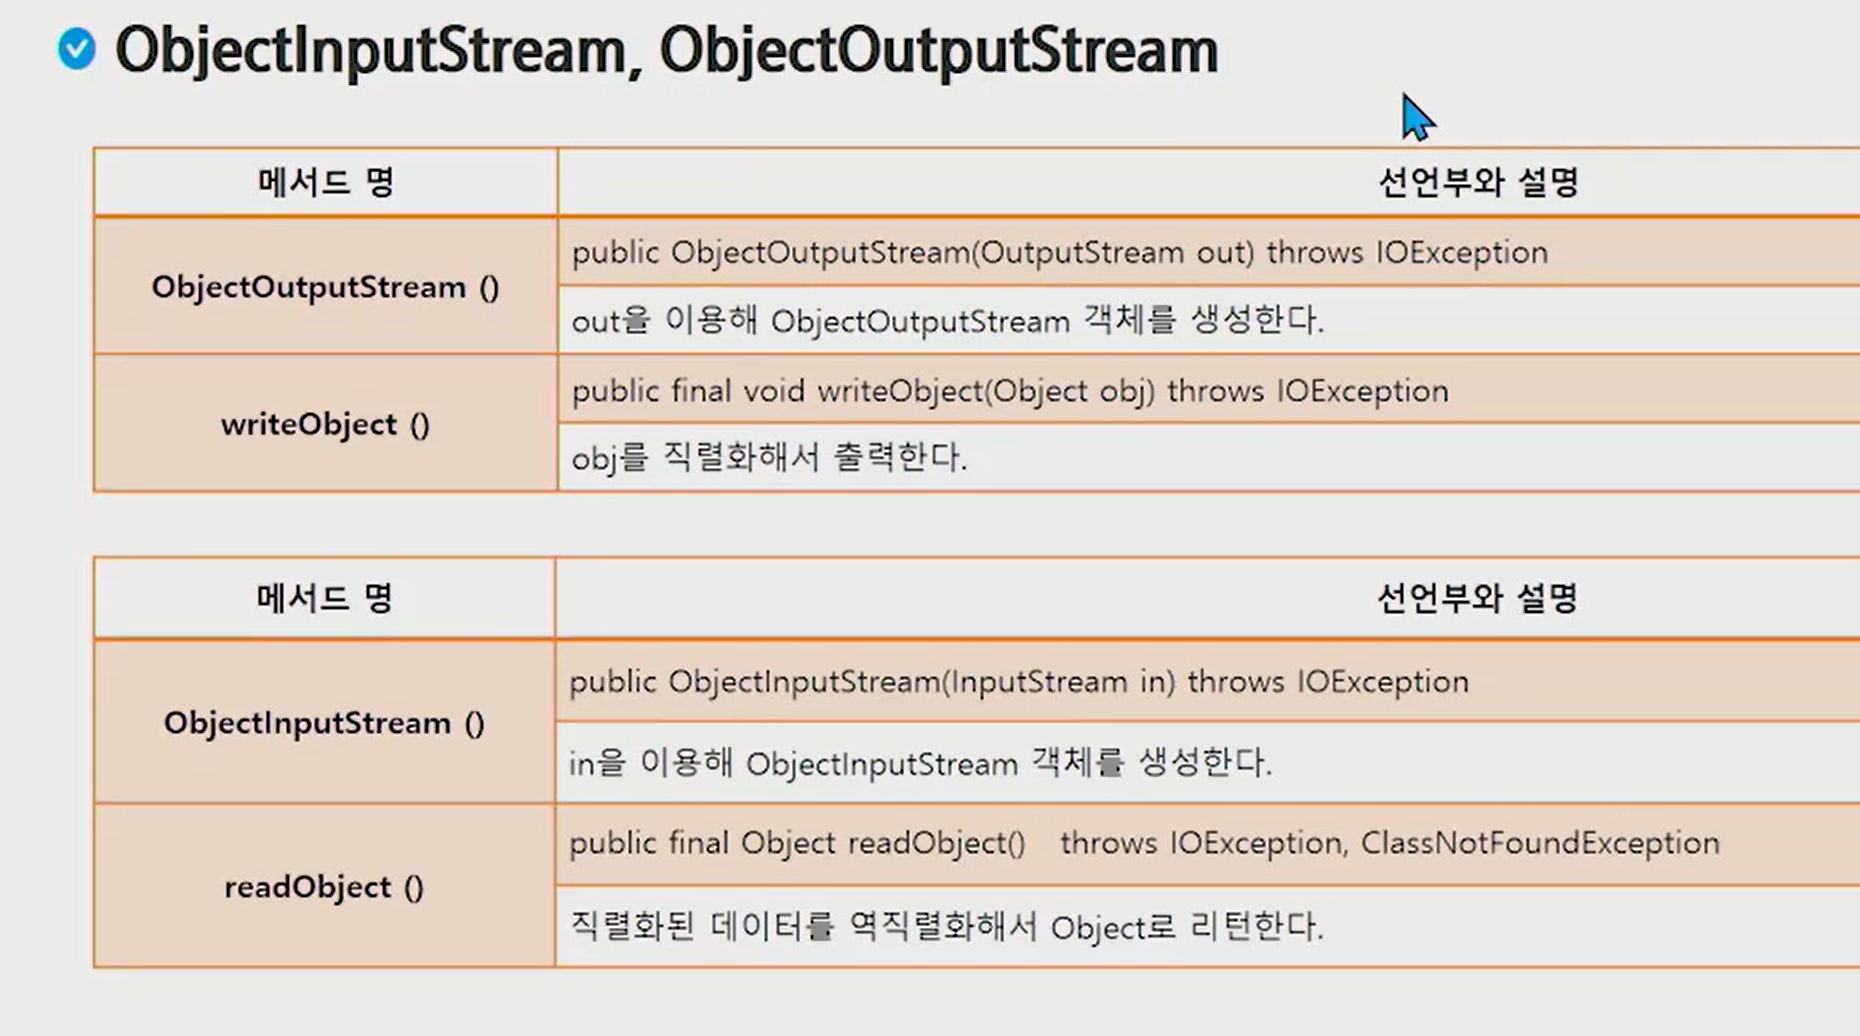 ObjectInputStream, ObjectOutputStream
메서드 명
선언부와 설명
ObjectOutputStream ()
public ObjectOutputStream(OutputStream out) throws IOException
out을 이용해 ObjectOutputStream 객체를 생성한다.
writeObject ()
public final void writeObject(Object obj) throws IOException
obj를 직렬화해서 출력한다.
메서드 명
선언부와 설명
ObjectInputStream ()
public ObjectInputStream(InputStream in) throws IOException
in을 이용해 ObjectInputStream 객체를 생성한다.
readObject ()
public final Object readObject() throws IOException, ClassNotFoundException
직렬화된 데이터를 역직렬화해서 Object로 리턴한다.